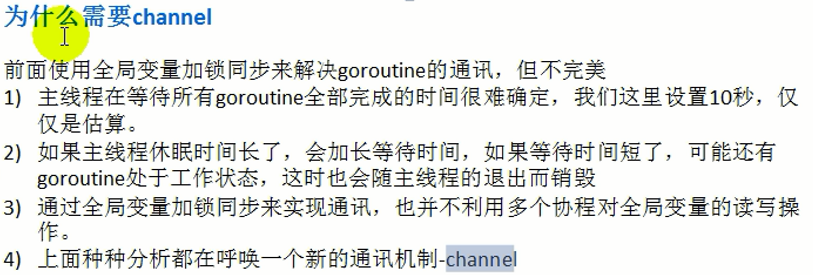 为什么需要channel
前面使用全局变量加锁同步来解决goroutine的通讯，但不完美
1) 主线程在等待所有goroutine全部完成的时间很难确定，我们这里设置10秒，仅
仅是估算。
2) 如果主线程休眠时间长了，会加长等待时间，如果等待时间短了，可能还有
goroutine处于工作状态，这时也会随主线程的退出而销毁
3) 通过全局变量加锁同步来实现通讯，也并不利用多个协程对全局变量的读写操
作。
4) 上面种种分析都在呼唤一个新的通讯机制-channel